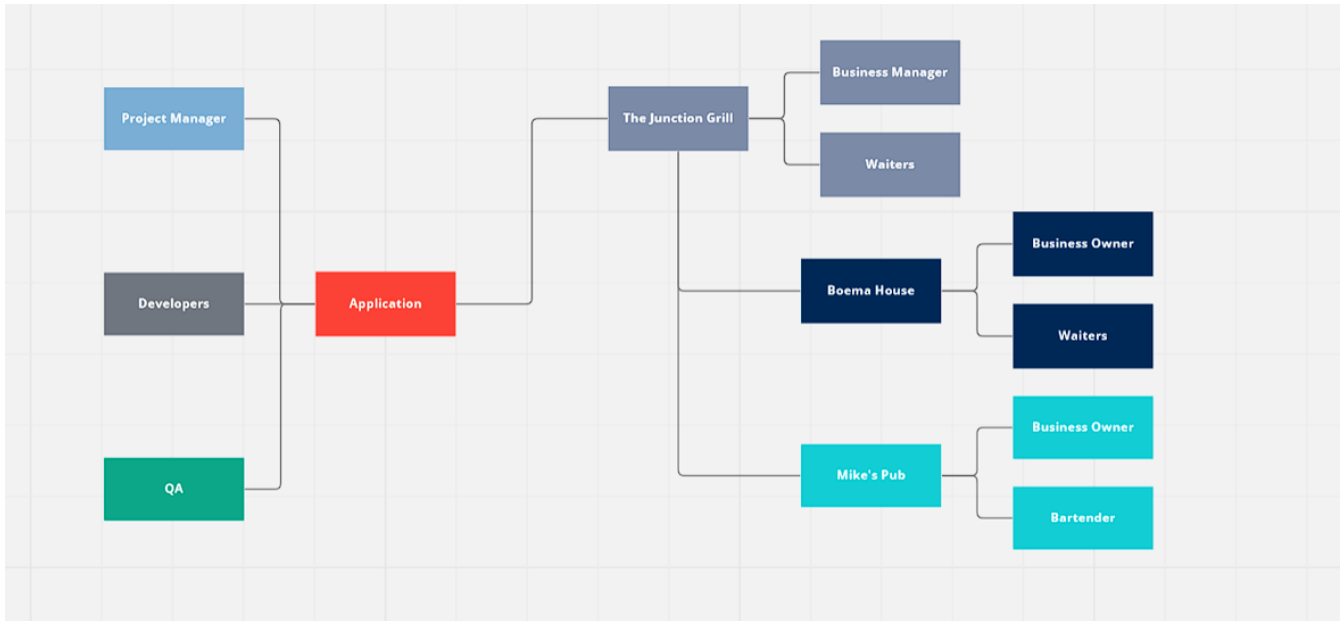 Project Manager
Developers
QA
Application
The Junction Grill
Business Manager
Waiters
Boema House
Business Owner
Waiters
Mike's Pub
Business Owner
Bartender